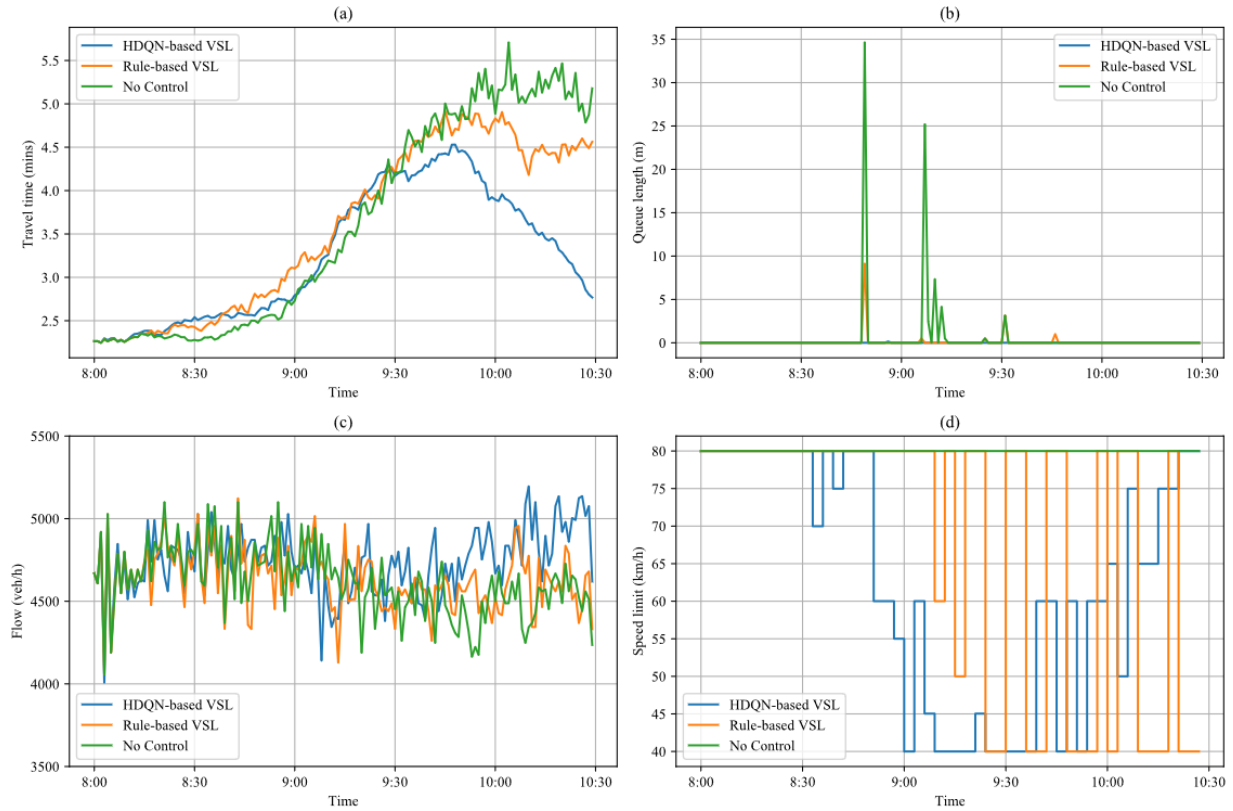 (a)
HDQN-based VSL
Rule-based VSL
No Control
5.5
5.0
4.5
4.0
3.5
3.0
2.5
Travel time (mins)
8:00
8:30
9:00
9:30
10:00
10:30
Time
(b)
HDQN-based VSL
Rule-based VSL
No Control
35
30
25
20
15
10
5
0
Queue length (m)
8:00
8:30
9:00
9:30
10:00
10:30
Time
(c)
5500
5000
4500
4000
3500
Flow (veh/h)
HDQN-based VSL
Rule-based VSL
No Control
8:00
8:30
9:00
9:30
10:00
10:30
Time
(d)
80
75
70
65
60
55
50
45
40
Speed limit (km/h)
HDQN-based VSL
Rule-based VSL
No Control
8:00
8:30
9:00
9:30
10:00
10:30
Time